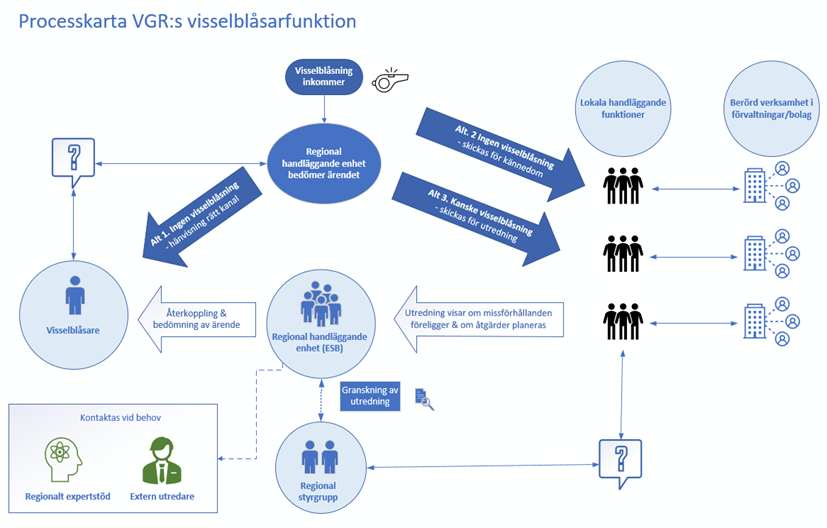 Processkarta VGR:s visselblåsarfunktion
Visselblåsning
inkommer
Lokala handläggande
funktioner
Berörd verksamhet i
förvaltningar/bolag
Regional
handläggande enhet
bedömer ärendet
Alt. 2 Ingen visselblåsning
- skickas för kännedom
Alt 3. Kanske visselblåsning
- skickas för utredning
Alt 1. Ingen visselblåsning
- hänvisning rätt kanal
?
Visselblåsare
Återkoppling &
bedömning av ärende
Regional handläggande
enhet (ESB)
Utredning visar om missförhållanden
föreligger & om åtgärder planeras
Granskning av
utredning
Kontaktas vid behov
Regionalt expertstöd
Extern utredare
Regional
styrgrupp
?